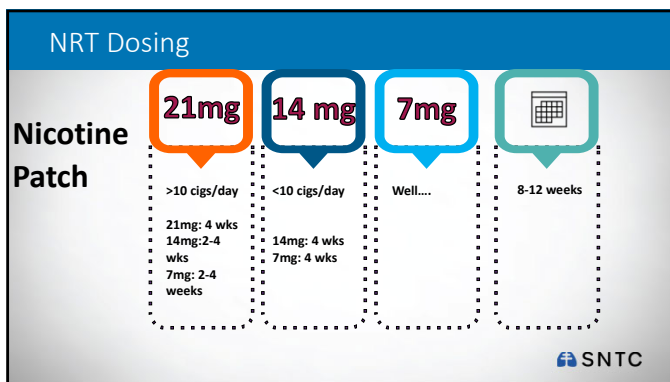 NRT Dosing
Nicotine
Patch
21mg
>10 cigs/day
21mg: 4 wks
14mg:2-4
wks
7mg: 2-4
weeks
14 mg
<10 cigs/day
14mg: 4 wks
7mg: 4 wks
7mg
Well….
8-12 weeks
SNTC